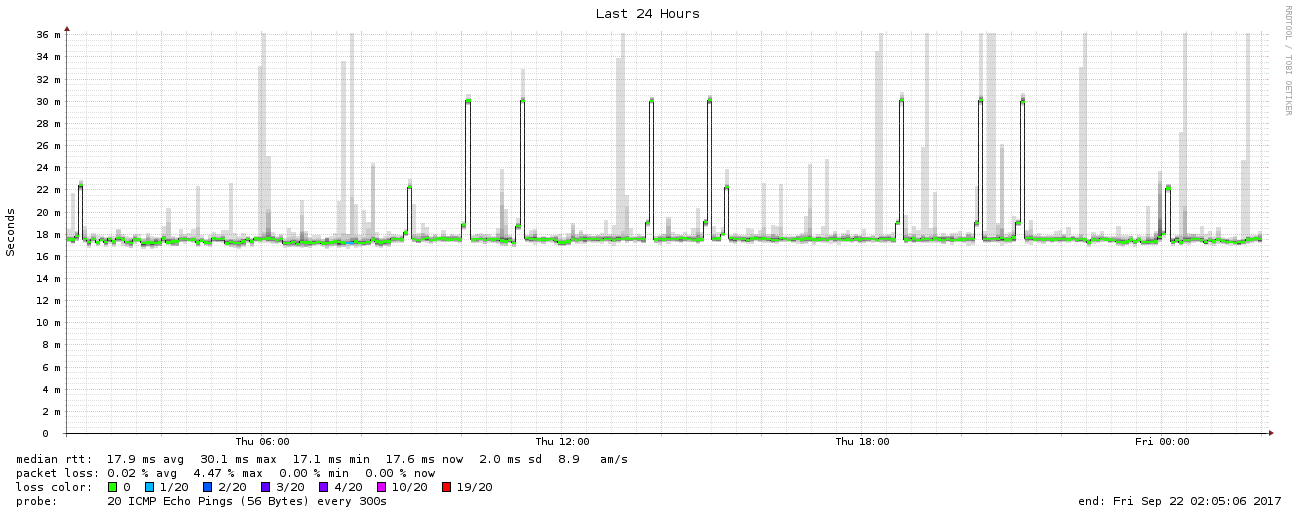 Last 24 Hours
RRDTOOL / TOBI OETIKER
Seconds
36 m
34 m
32 m
30 m
28 m
26 m
24 m
22 m
20 m
18 m
16 m
14 m
12 m
10 m
8 m
6 m
4 m
2 m
0
Thu 06:00 Thu 12:00 Thu 18:00 Fri 00:00
median rtt: 17.9 ms avg 30.1 ms max 17.1 ms min 17.6 ms now 2.0 ms sd 8.9 am/s
packet loss: 0.02 % avg 4.47 % max 0.00 % min 0.00 % now
loss color: 0 1/20 2/20 3/20 4/20 10/20 19/20
probe: 20 ICMP Echo Pings (56 Bytes) every 300s end: Fri Sep 22 02:05:06 2017